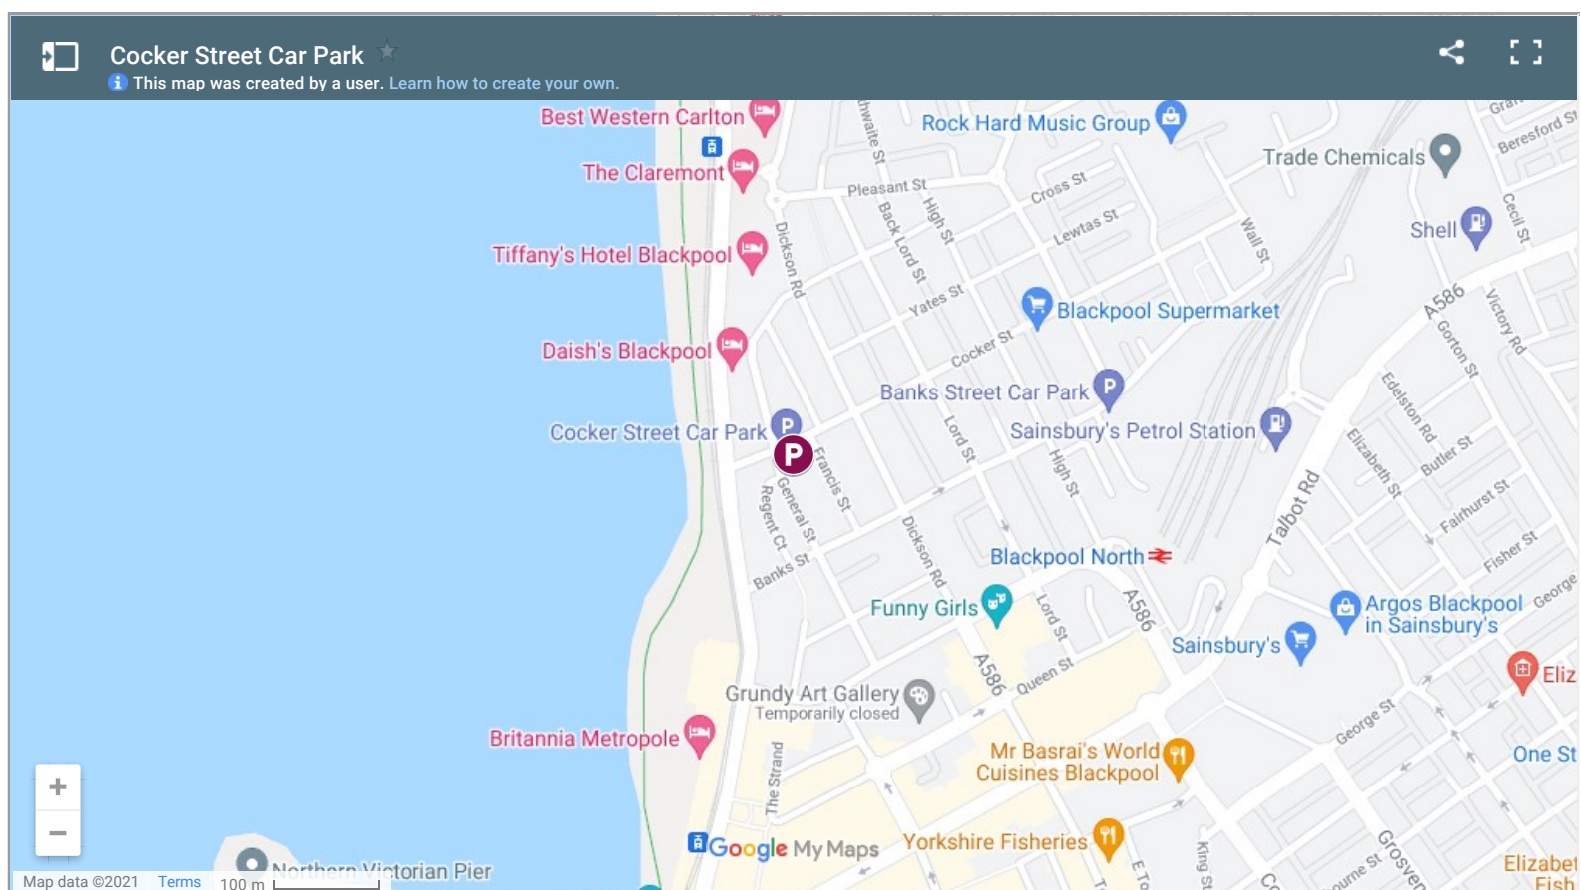 Cocker Street Car Park
This map was created by a user. Learn how to create your own.
Best Western Carlton
Rock Hard Music Group
Beresford St
Trade Chemicals
The Claremont
Pleasant St
Cross St
Cecil St
High St
Back Lord St
Lewtas St
Wall St
Shell
Dickson Rd
Tiffany's Hotel Blackpool
Yates St
A586
Victory Rd
Blackpool Supermarket
Gorton St
Cocker St
Daish's Blackpool
Banks Street Car Park
P
Edelston Rd
Cocker Street Car Park
P
P
Sainsbury's Petrol Station
Lord St
High St
Elizabeth St
Butler St
Francis St
General St
Regent Ct
Talbot Rd
Fairhurst St
Dickson Rd
Banks St
Blackpool North
Fisher St
George
Funny Girls
Lord St
A586
Argos Blackpool
in Sainsbury's
Sainsbury's
A586
Queen St
Eliz
Grundy Art Gallery
Temporarily closed
George St
Britannia Metropole
The Strand
Mr Basrai's World
Cuisines Blackpool
One St
+
−
Google My Maps
Yorkshire Fisheries
King St
Northern Victorian Pier
Map data ©2021
Terms
100 m